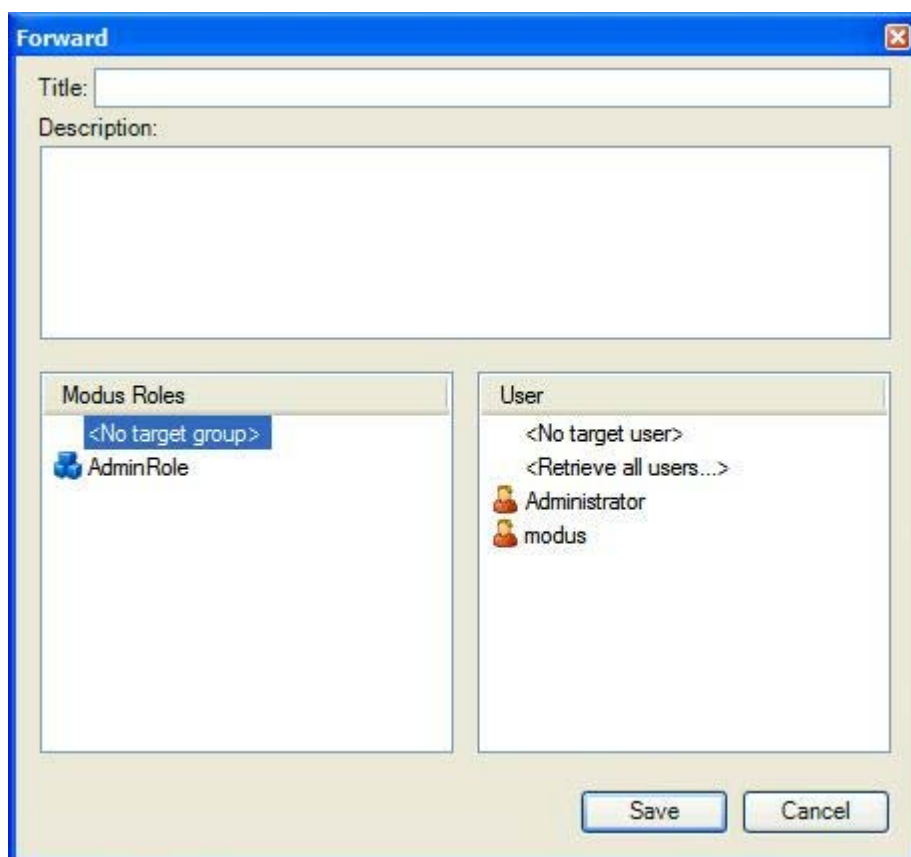 Forward
Title:
Description:
Modus Roles
<No target group>
AdminRole
User
<No target user>
<Retrieve all users...>
Administrator
modus
Save
Cancel